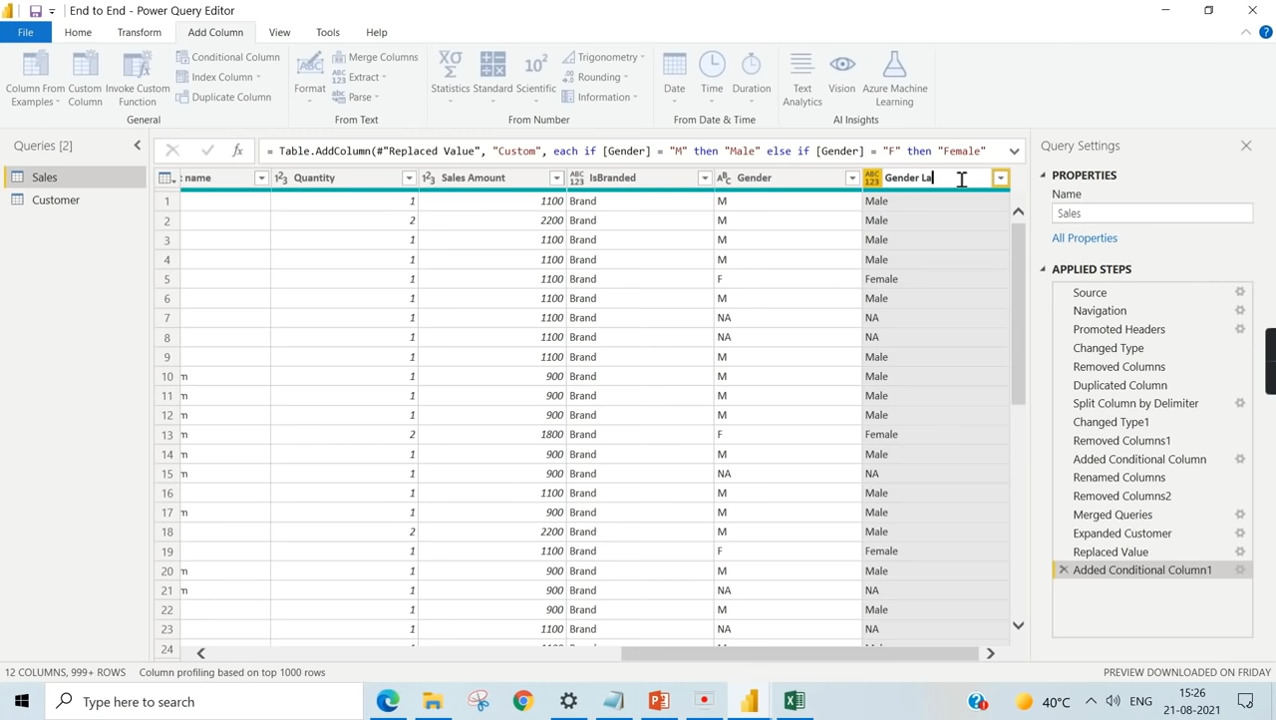 End to End - Power Query Editor
File Home Transform Add Column View Tools Help
Column From Examples Custom Column Invoke Custom Function Conditional Column Index Column Duplicate Column
General
Format Merge Columns Extract Parse
From Text
Statistics Standard Scientific Trigonometry Rounding Information
From Number
Date Time Duration
From Date & Time
Text Analytics Vision Azure Machine Learning
AI Insights
Queries [2]
Sales
Customer
= Table.AddColumn(#"Replaced Value", "Custom", each if [Gender] = "M" then "Male" else if [Gender] = "F" then "Female"
name Quantity Sales Amount IsBranded Gender Gender La
1 1 1100 Brand M Male
2 2 2200 Brand M Male
3 1 1100 Brand M Male
4 1 1100 Brand M Male
5 1 1100 Brand F Female
6 1 1100 Brand M Male
7 1 1100 Brand NA NA
8 1 1100 Brand NA NA
9 1 1100 Brand M Male
10 m 1 900 Brand M Male
11 m 1 900 Brand M Male
12 m 1 900 Brand M Male
13 m 2 1800 Brand F Female
14 m 1 900 Brand M Male
15 m 1 900 Brand NA NA
16 1 1100 Brand M Male
17 m 1 900 Brand M Male
18 2 2200 Brand M Male
19 1 1100 Brand F Female
20 m 1 900 Brand M Male
21 m 1 900 Brand NA NA
22 1 900 Brand M Male
23 1 1100 Brand NA NA
24
Query Settings
PROPERTIES
Name
Sales
All Properties
APPLIED STEPS
Source
Navigation
Promoted Headers
Changed Type
Removed Columns
Duplicated Column
Split Column by Delimiter
Changed Type1
Removed Columns1
Added Conditional Column
Renamed Columns
Removed Columns2
Merged Queries
Expanded Customer
Replaced Value
Added Conditional Column1
12 COLUMNS, 999+ ROWS Column profiling based on top 1000 rows PREVIEW DOWNLOADED ON FRIDAY
Type here to search 40°C ENG 15:26
21-08-2021